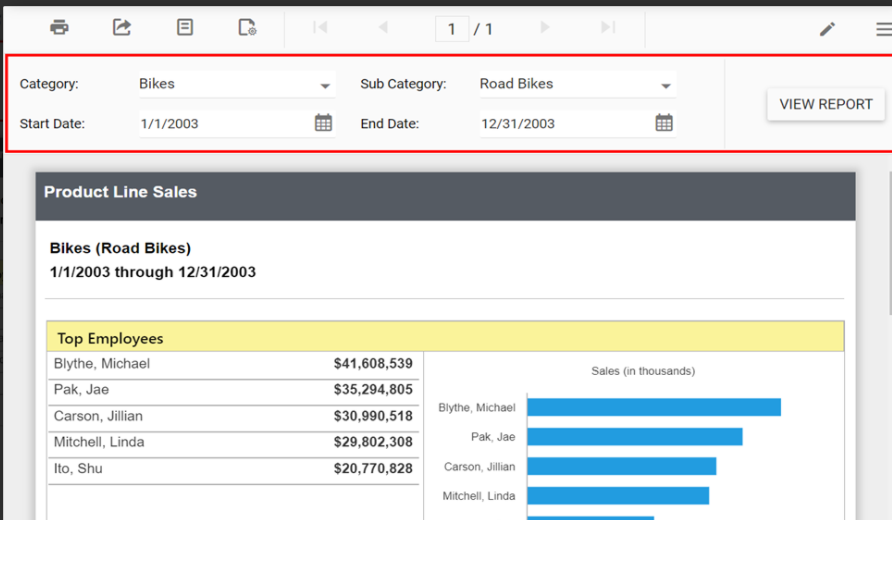 1 / 1
Category: Bikes Sub Category: Road Bikes
VIEW REPORT
Start Date: 1/1/2003 End Date: 12/31/2003
Product Line Sales
Bikes (Road Bikes)
1/1/2003 through 12/31/2003
Top Employees
Blythe, Michael $41,608,539
Pak, Jae $35,294,805
Carson, Jillian $30,990,518
Mitchell, Linda $29,802,308
Ito, Shu $20,770,828
Sales (in thousands)
Blythe, Michael
Pak, Jae
Carson, Jillian
Mitchell, Linda